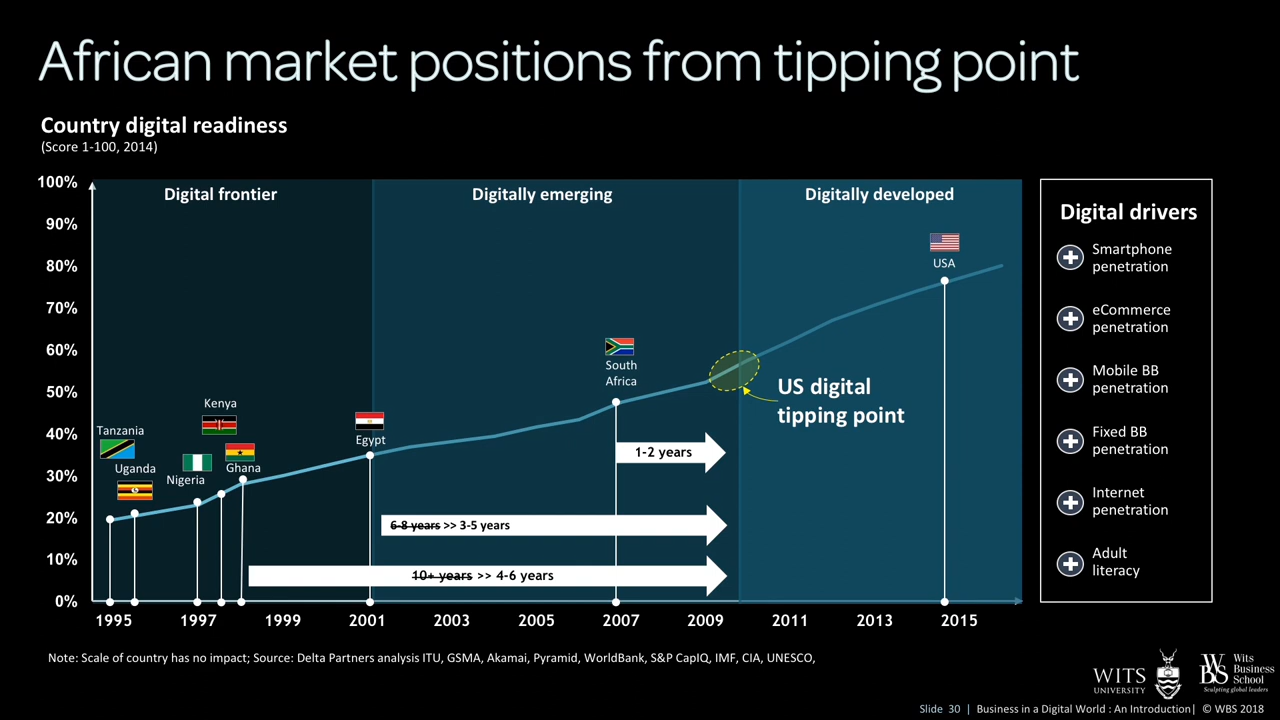 African market positions from tipping point
Country digital readiness
(Score 1-100, 2014)
100%
90%
80%
70%
60%
50%
40%
30%
20%
10%
0%
Digital frontier
Digitally emerging
Digitally developed
Tanzania
Uganda
Nigeria
Kenya
Ghana
Egypt
South
Africa
USA
US digital
tipping point
1-2 years
6-8 years >> 3-5 years
10+ years >> 4-6 years
1995
1997
1999
2001
2003
2005
2007
2009
2011
2013
2015
Digital drivers
Smartphone
penetration
eCommerce
penetration
Mobile BB
penetration
Fixed BB
penetration
Internet
penetration
Adult
literacy
Note: Scale of country has no impact; Source: Delta Partners analysis ITU, GSMA, Akamai, Pyramid, WorldBank, S&P CapIQ, IMF, CIA, UNESCO,
WITS
UNIVERSITY
WBS
Wits
Business
School
Sculpting global leaders
Slide 30 | Business in a Digital World : An Introduction| © WBS 2018